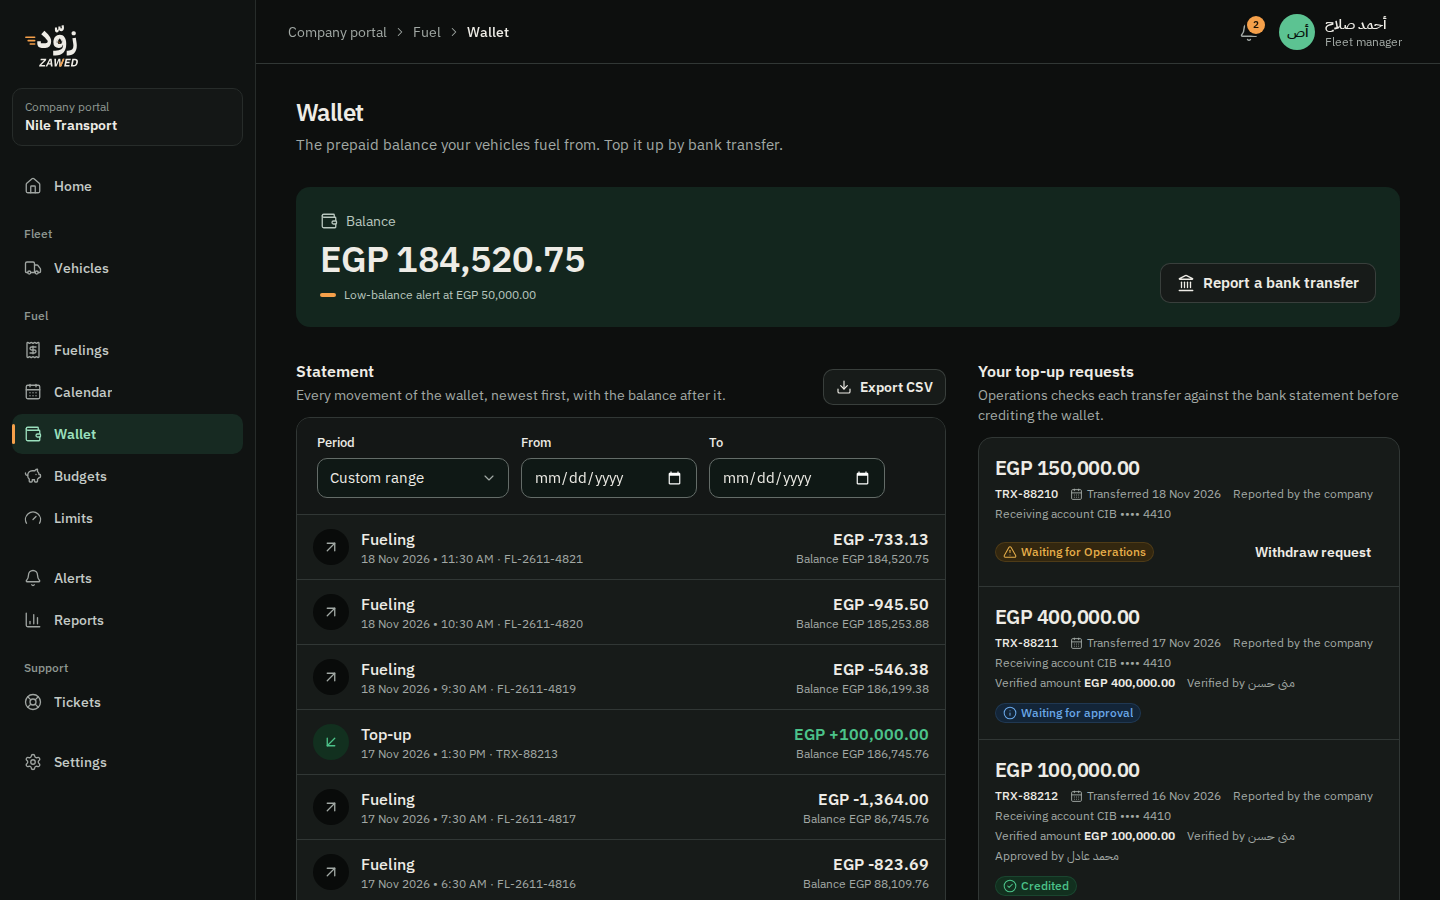 زوّد
ZAWED
Company portal
Nile Transport
Home
Fleet
Vehicles
Fuel
Fuelings
Calendar
Wallet
Budgets
Limits
Alerts
Reports
Support
Tickets
Settings
Company portal > Fuel > Wallet
2
أص
أحمد صلاح
Fleet manager
Wallet
The prepaid balance your vehicles fuel from. Top it up by bank transfer.
Balance
EGP 184,520.75
Low-balance alert at EGP 50,000.00
Report a bank transfer
Statement
Every movement of the wallet, newest first, with the balance after it.
Export CSV
Period
From
To
Custom range
mm/dd/yyyy
mm/dd/yyyy
Fueling
EGP -733.13
18 Nov 2026 • 11:30 AM · FL-2611-4821
Balance EGP 184,520.75
Fueling
EGP -945.50
18 Nov 2026 • 10:30 AM · FL-2611-4820
Balance EGP 185,253.88
Fueling
EGP -546.38
18 Nov 2026 • 9:30 AM · FL-2611-4819
Balance EGP 186,199.38
Top-up
EGP +100,000.00
17 Nov 2026 • 1:30 PM · TRX-88213
Balance EGP 186,745.76
Fueling
EGP -1,364.00
17 Nov 2026 • 7:30 AM · FL-2611-4817
Balance EGP 86,745.76
Fueling
EGP -823.69
17 Nov 2026 • 6:30 AM · FL-2611-4816
Balance EGP 88,109.76
Your top-up requests
Operations checks each transfer against the bank statement before
crediting the wallet.
EGP 150,000.00
TRX-88210 Transferred 18 Nov 2026 Reported by the company
Receiving account CIB •••• 4410
Waiting for Operations
Withdraw request
EGP 400,000.00
TRX-88211 Transferred 17 Nov 2026 Reported by the company
Receiving account CIB •••• 4410
Verified amount EGP 400,000.00 Verified by منى حسن
Waiting for approval
EGP 100,000.00
TRX-88212 Transferred 16 Nov 2026 Reported by the company
Receiving account CIB •••• 4410
Verified amount EGP 100,000.00 Verified by منى حسن
Approved by محمد عادل
Credited